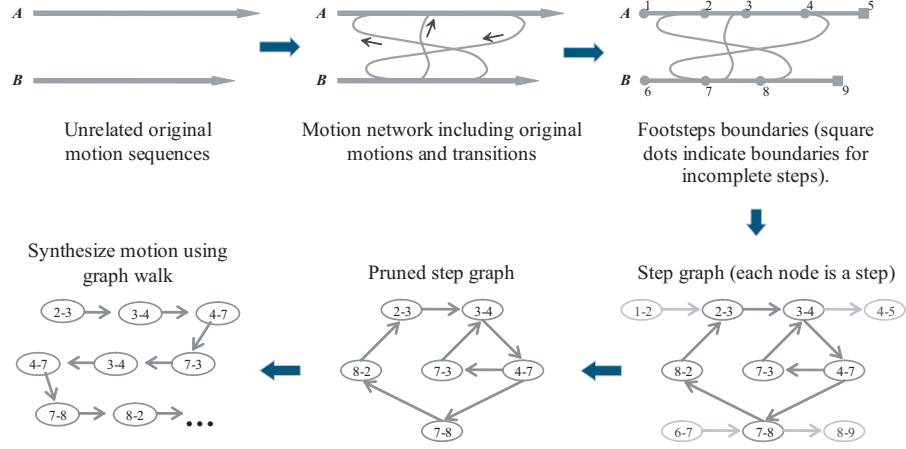 A
B
Unrelated original
motion sequences
A
B
Motion network including original
motions and transitions
A 1 2 3 4 5
B 6 7 8 9
Footsteps boundaries (square
dots indicate boundaries for
incomplete steps).
Synthesize motion using
graph walk
2-3 3-4 4-7
4-7 3-4 7-3
7-8 8-2 ...
Pruned step graph
2-3 3-4
8-2 7-3 4-7
7-8
Step graph (each node is a step)
1-2 2-3 3-4 4-5
8-2 7-3 4-7
6-7 7-8 8-9